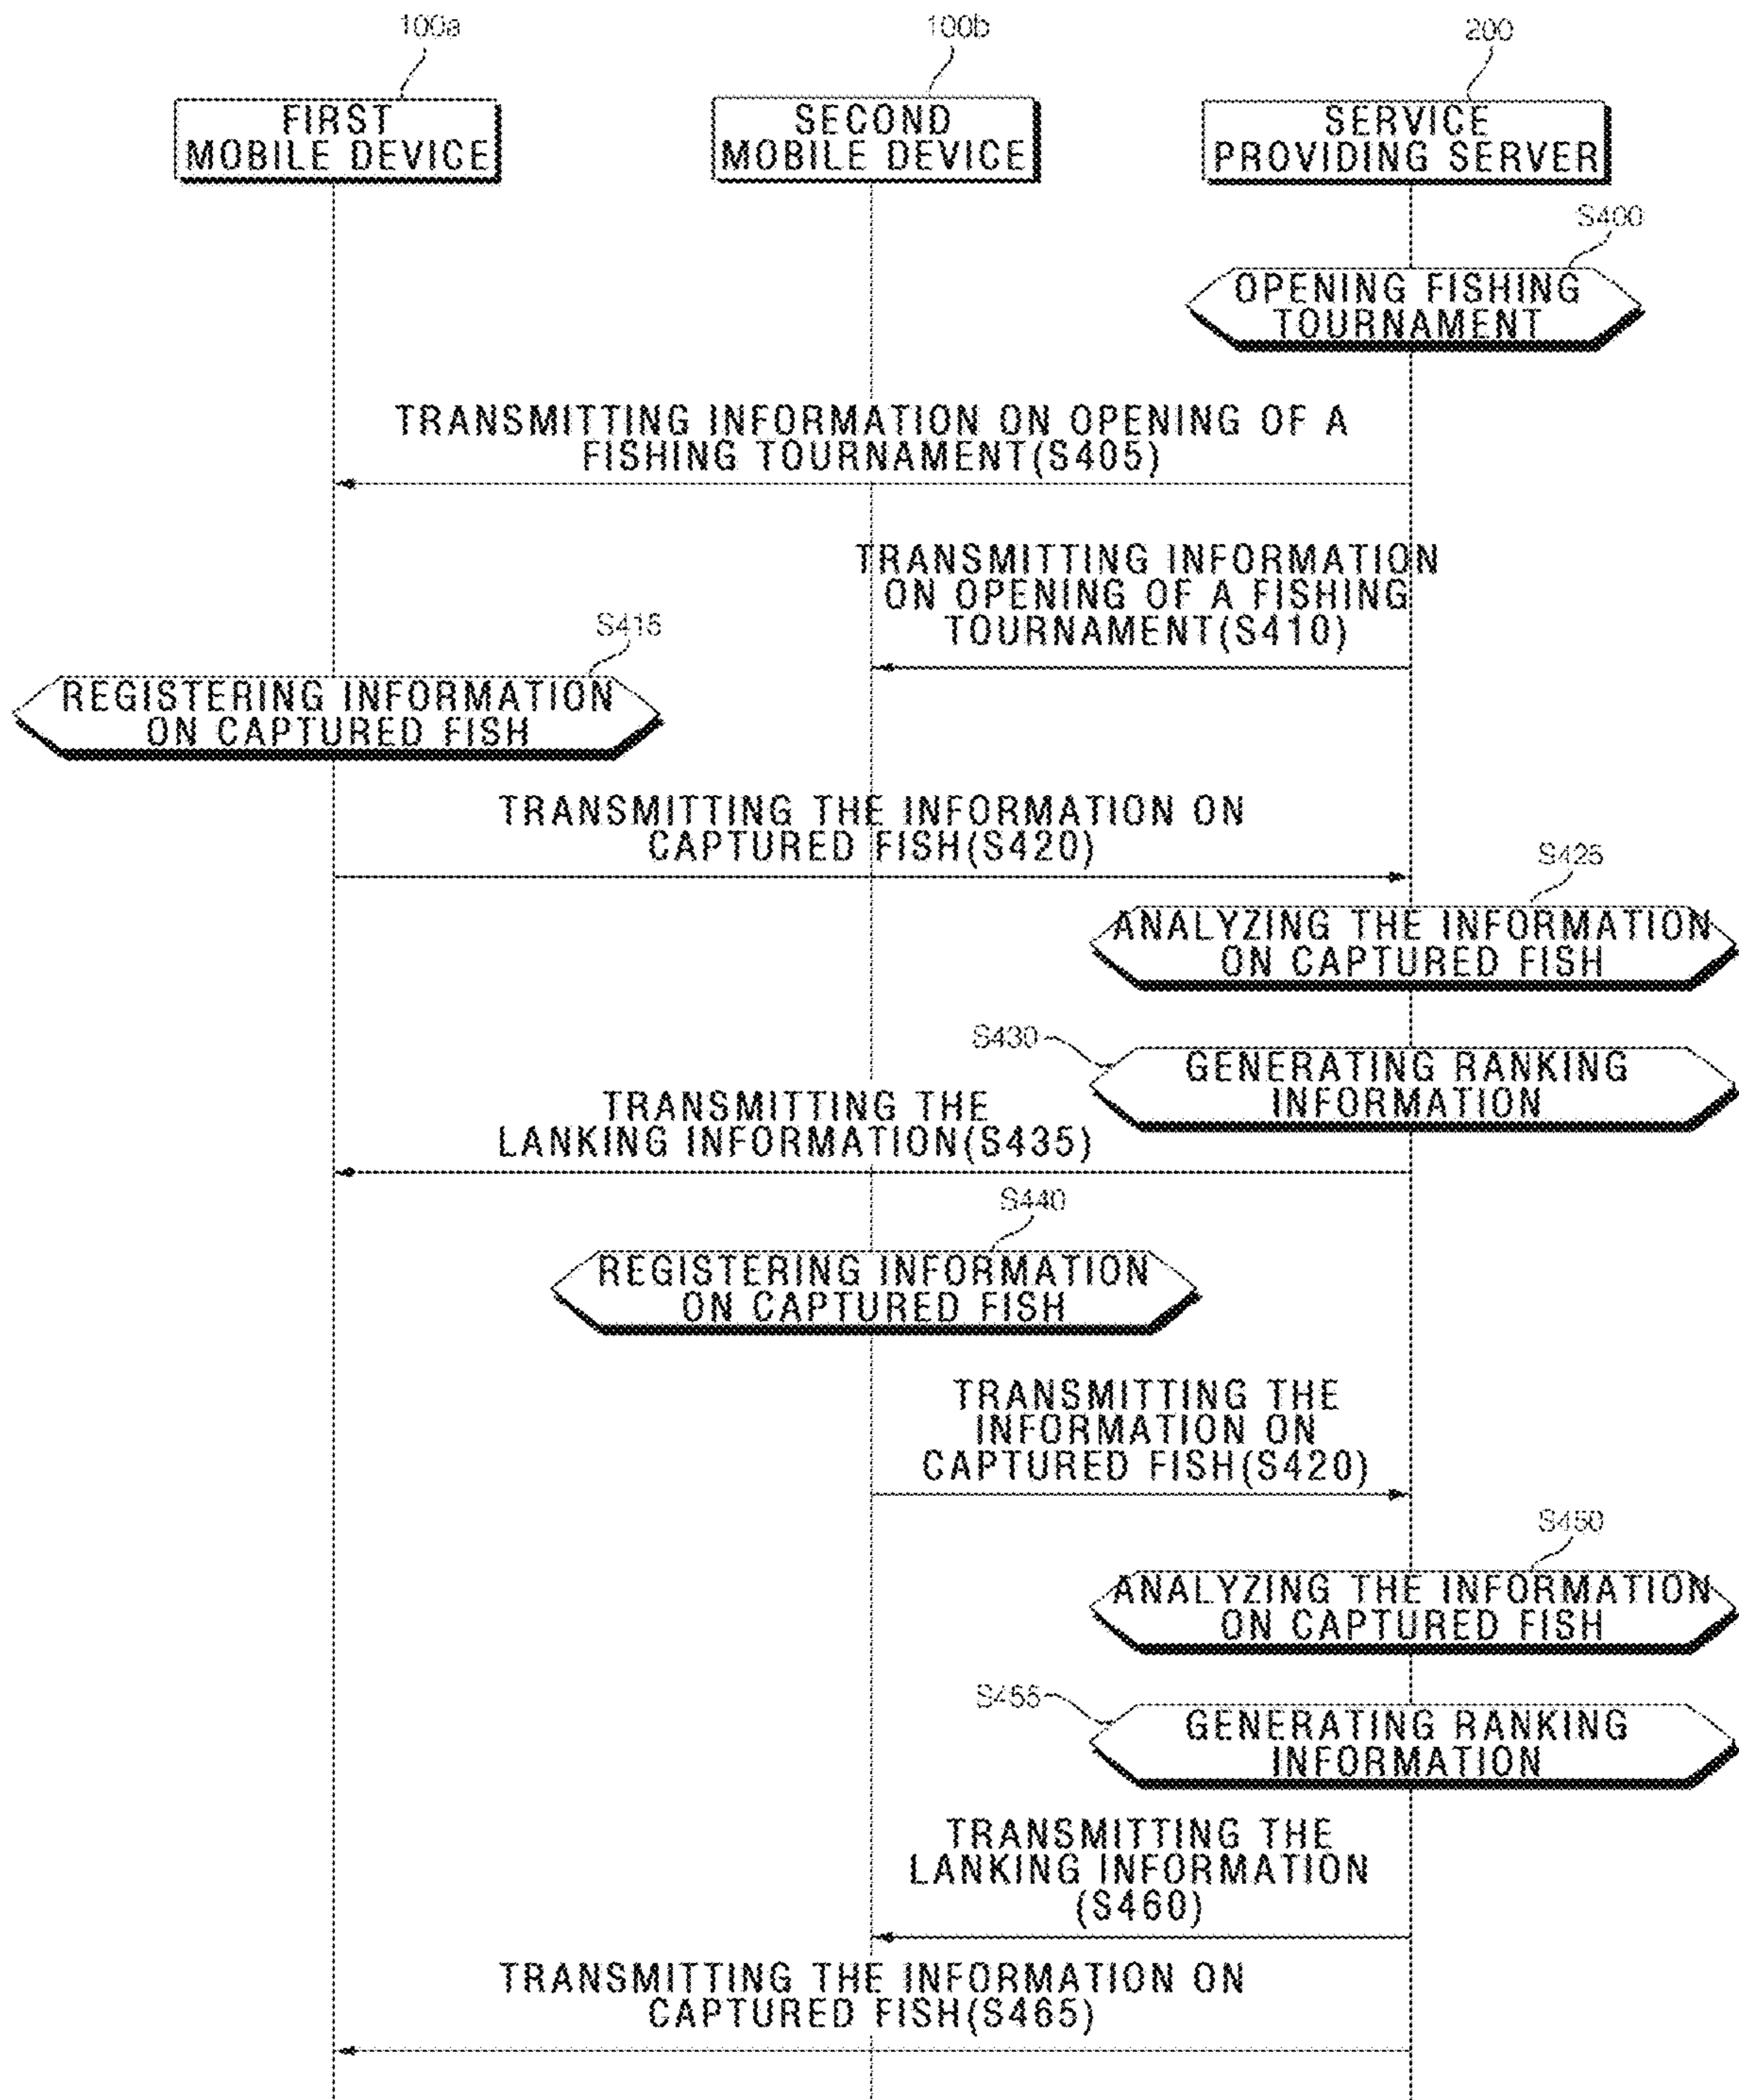 100a
100b
200
FIRST
MOBILE DEVICE
SECOND
MOBILE DEVICE
SERVICE
PROVIDING SERVER
S400
OPENING FISHING
TOURNAMENT
TRANSMITTING INFORMATION ON OPENING OF A
FISHING TOURNAMENT(S405)
TRANSMITTING INFORMATION
ON OPENING OF A FISHING
TOURNAMENT(S410)
S415
REGISTERING INFORMATION
ON CAPTURED FISH
TRANSMITTING THE INFORMATION ON
CAPTURED FISH(S420)
S425
ANALYZING THE INFORMATION
ON CAPTURED FISH
S430
GENERATING RANKING
INFORMATION
TRANSMITTING THE
LANKING INFORMATION(S435)
S440
REGISTERING INFORMATION
ON CAPTURED FISH
TRANSMITTING THE
INFORMATION ON
CAPTURED FISH(S420)
S450
ANALYZING THE INFORMATION
ON CAPTURED FISH
S455
GENERATING RANKING
INFORMATION
TRANSMITTING THE
LANKING INFORMATION
(S460)
TRANSMITTING THE INFORMATION ON
CAPTURED FISH(S465)